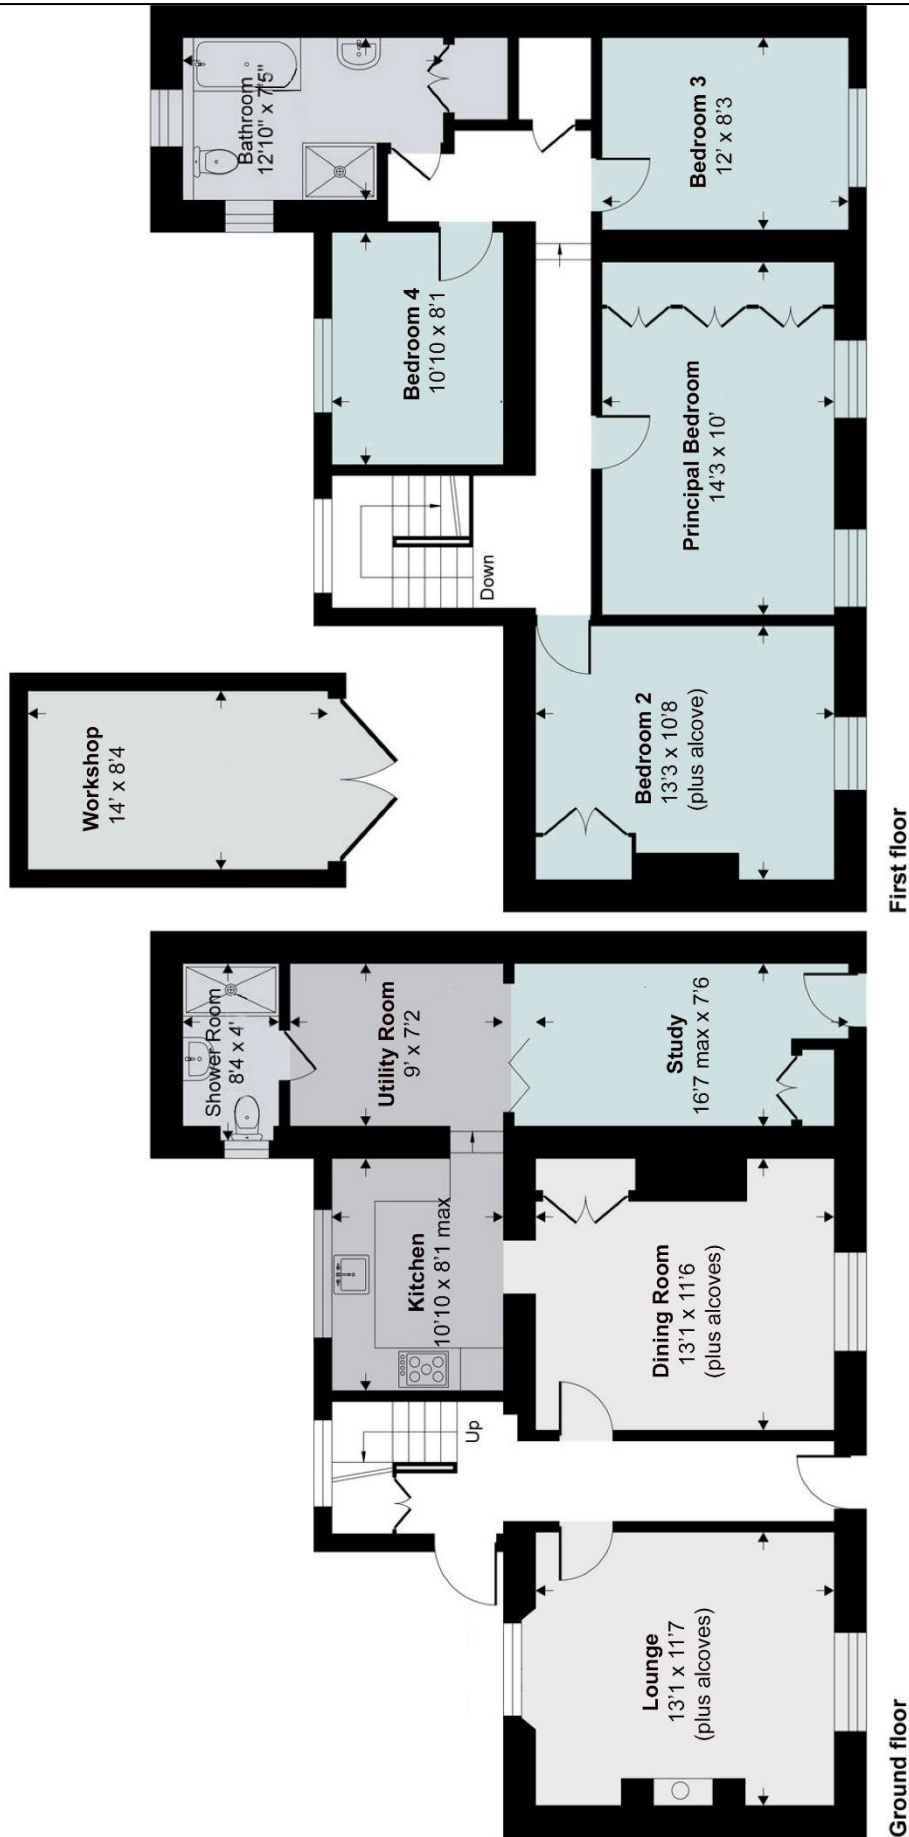 Ground floor
Lounge
13'1 x 11'7
(plus alcoves)
Dining Room
13'1 x 11'6
(plus alcoves)
Kitchen
10'10 x 8'1 max
Up
Utility Room
9' x 7'2
Shower Room
8'4 x 4'
Study
16'7 max x 7'6
First floor
Workshop
14' x 8'4
Bedroom 2
13'3 x 10'8
(plus alcove)
Down
Principal Bedroom
14'3 x 10'
Bedroom 4
10'10 x 8'1
Bathroom
12'10" x 7'5"
Bedroom 3
12' x 8'3